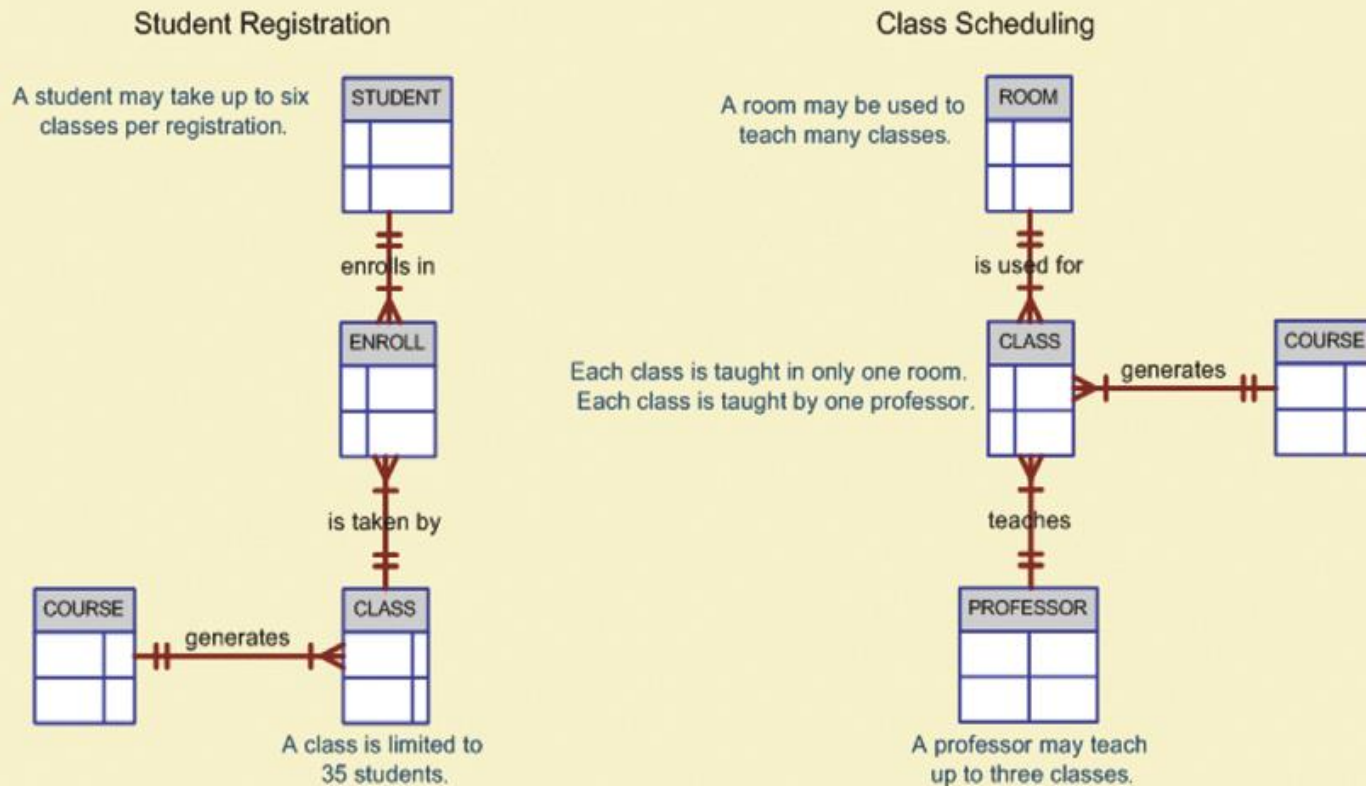 Student Registration
A student may take up to six
classes per registration.
STUDENT
enrolls in
ENROLL
is taken by
COURSE
generates
CLASS
A class is limited to
35 students.
Class Scheduling
A room may be used to
teach many classes.
ROOM
is used for
Each class is taught in only one room.
Each class is taught by one professor.
CLASS
generates
COURSE
teaches
PROFESSOR
A professor may teach
up to three classes.